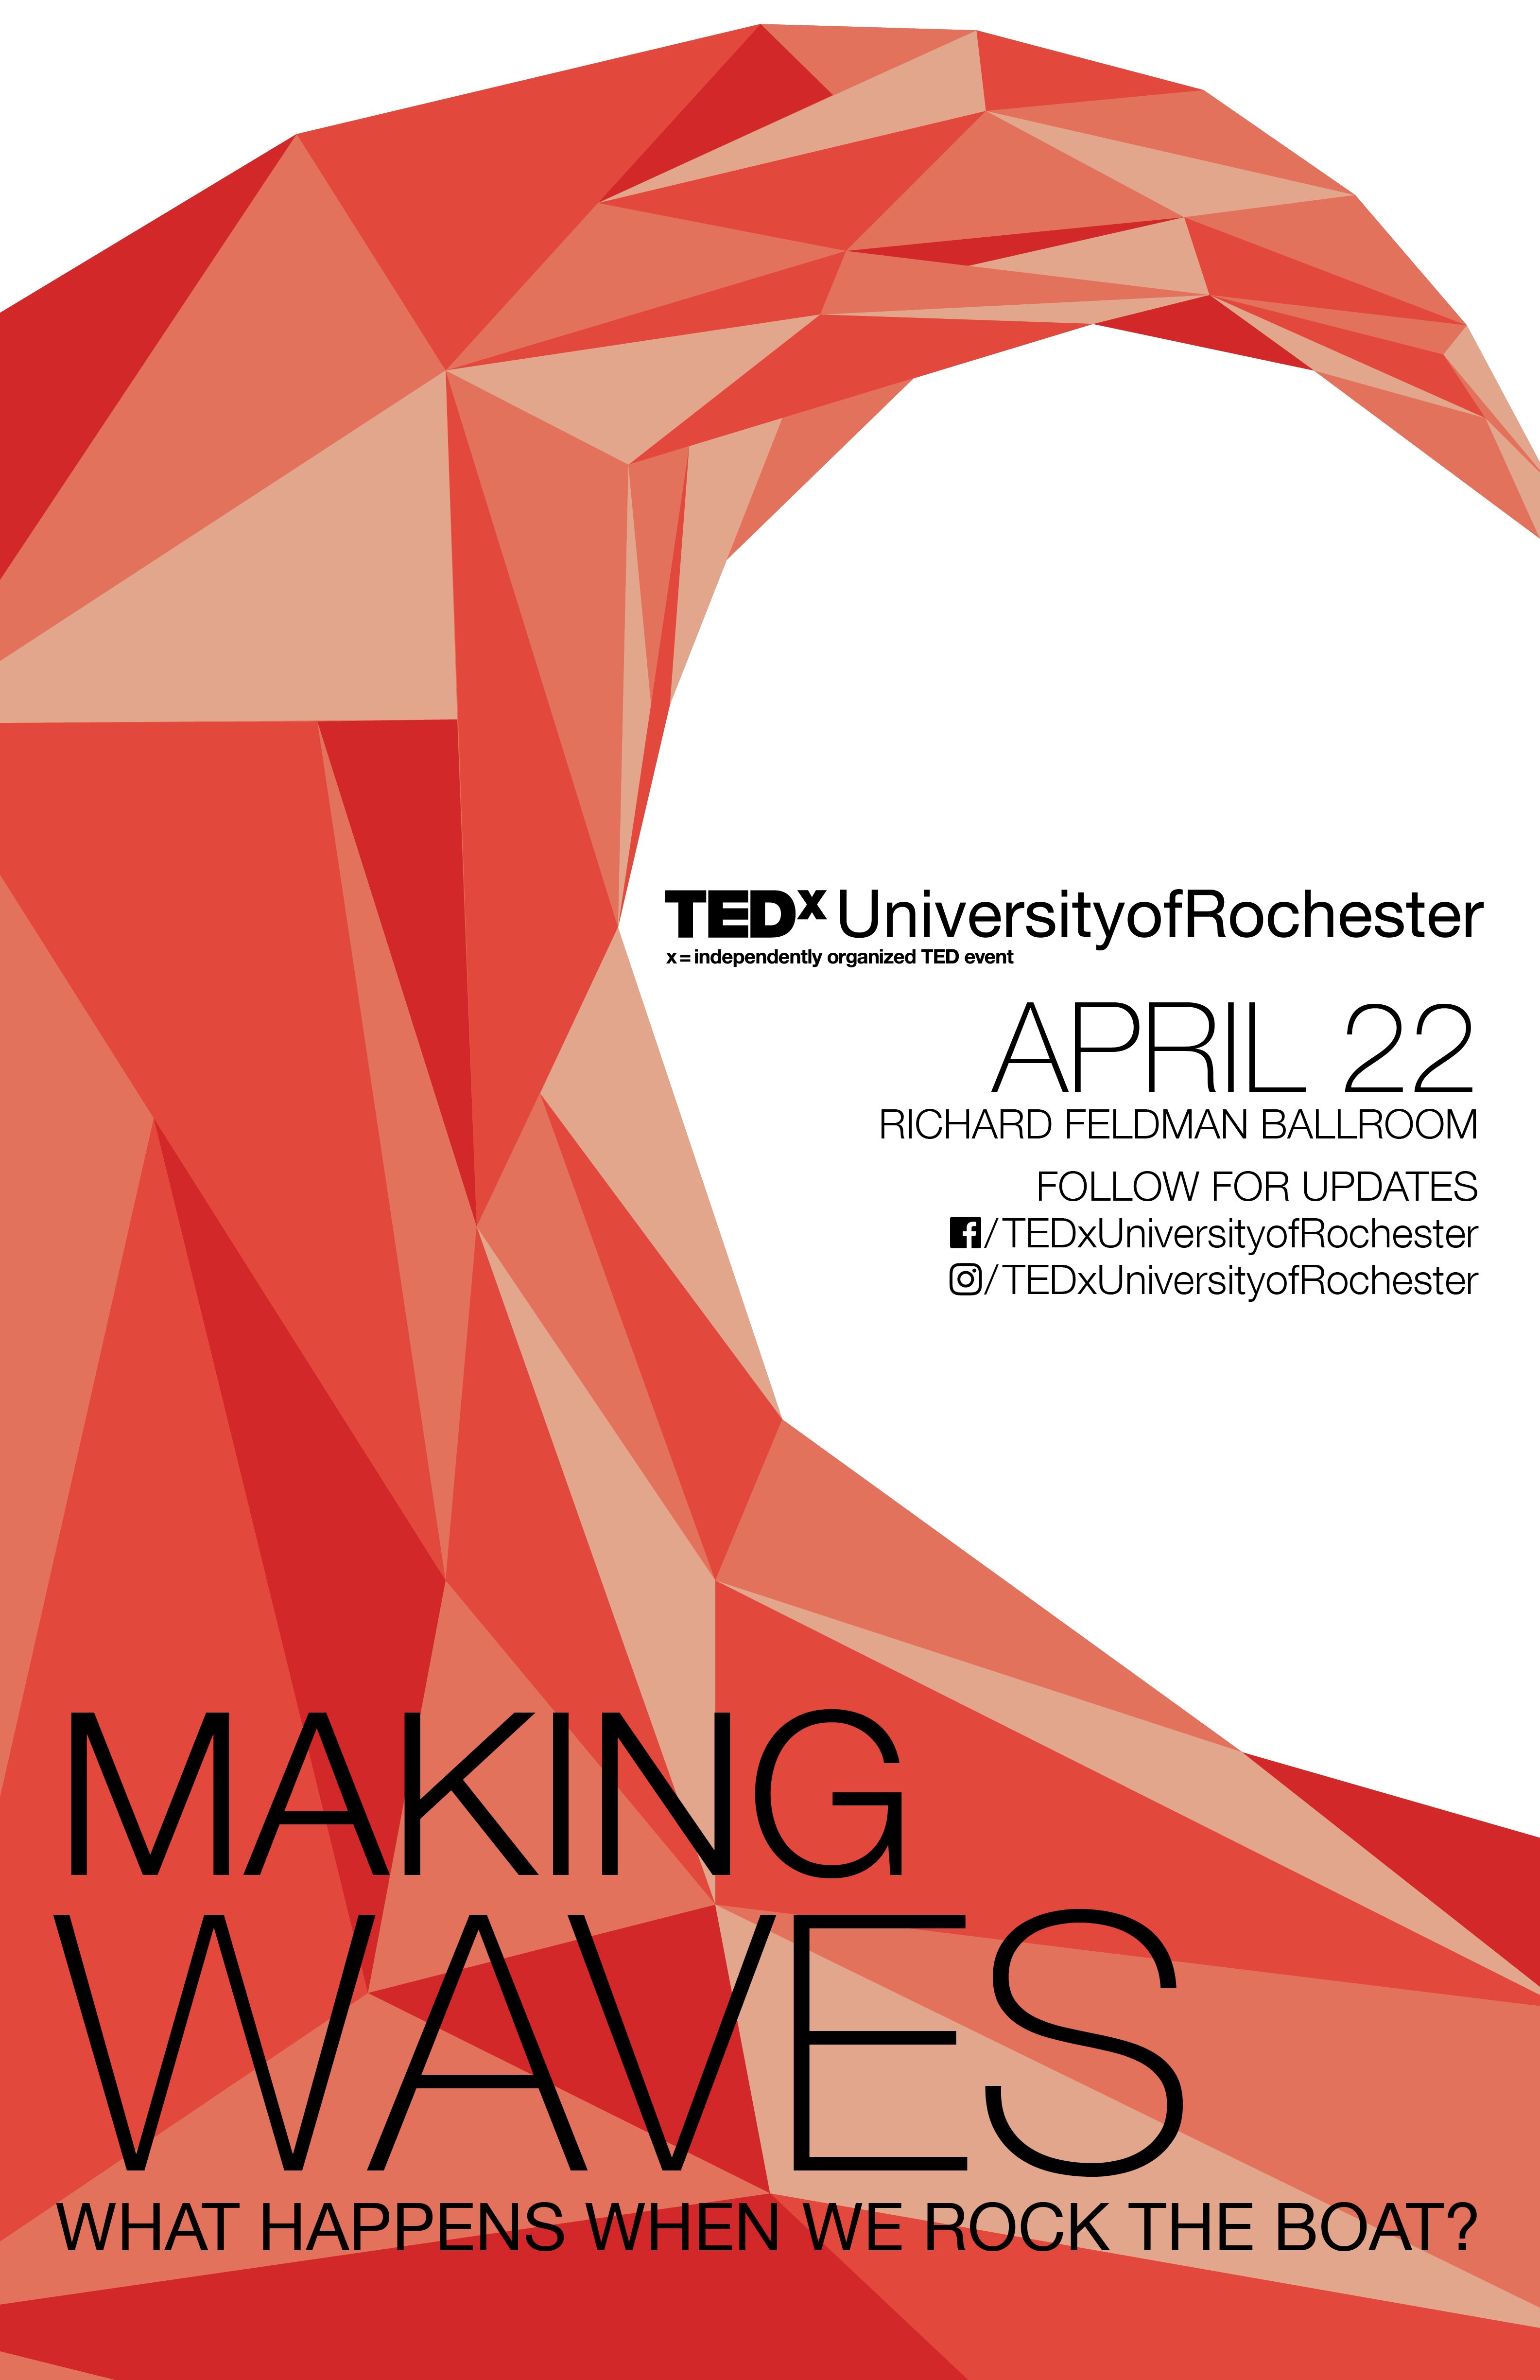 TEDx UniversityofRochester
x = independently organized TED event
APRIL 22
RICHARD FELDMAN BALLROOM
FOLLOW FOR UPDATES
/TEDxUniversityofRochester
/TEDxUniversityofRochester
MAKING
WAVES
WHAT HAPPENS WHEN WE ROCK THE BOAT?